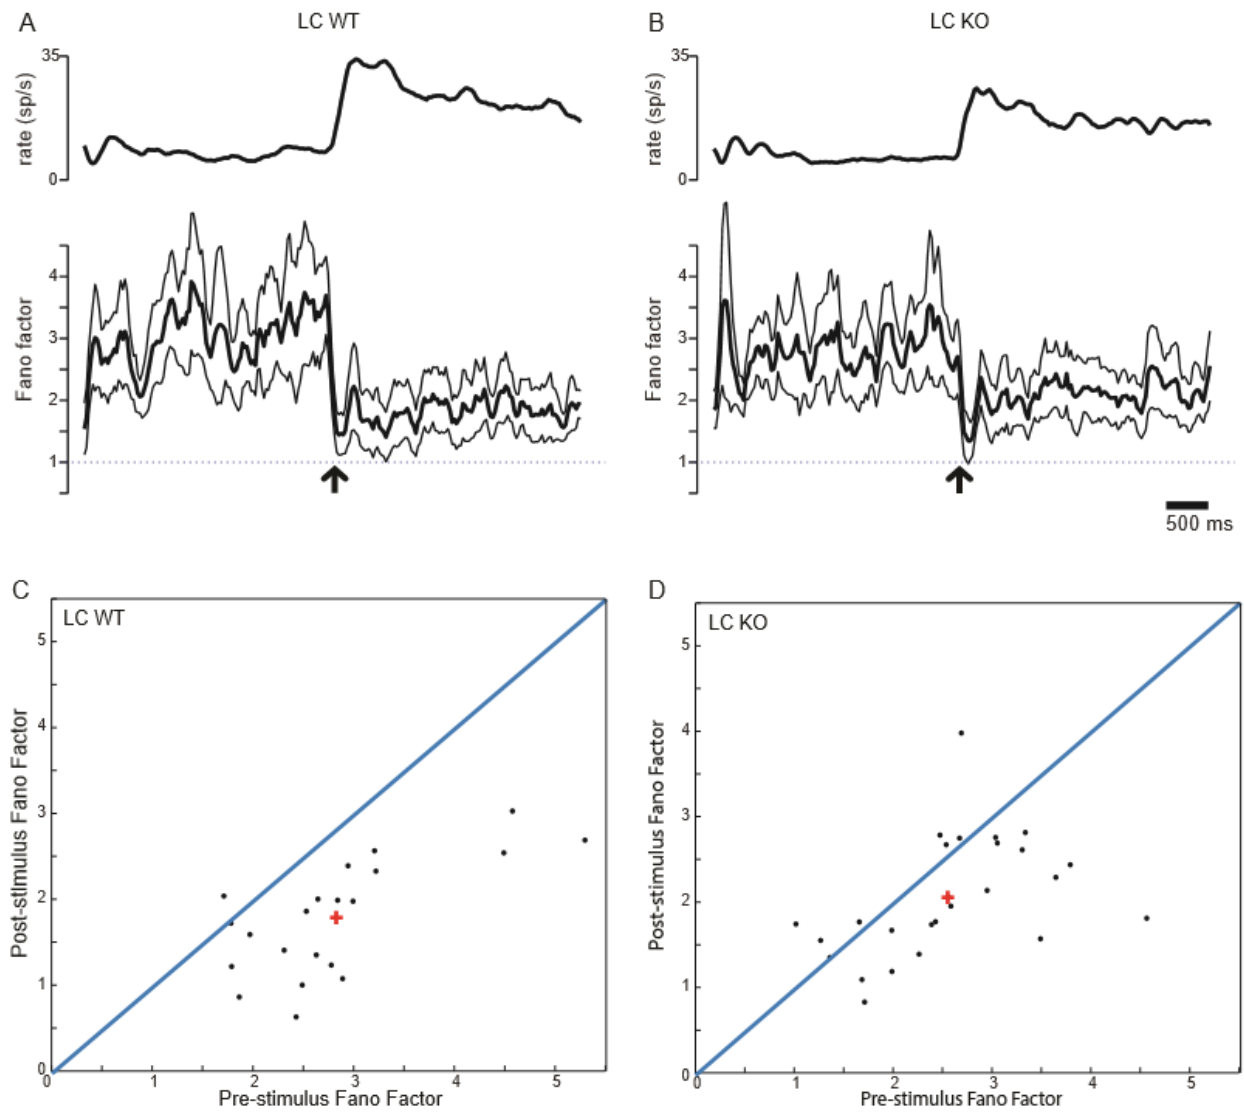 A
LC WT
B
LC KO
35
rate (sp/s)
0
35
rate (sp/s)
0
4
3
2
1
Fano factor
4
3
2
1
Fano factor
500 ms
C
D
LC WT
5
4
3
2
1
0
Post-stImulus Fano Factor
0
1
2
3
4
5
Pre-stimulus Fano Factor
LC KO
5
4
3
2
1
0
Post-stimulus Fano Factor
0
1
2
3
4
5
Pre-stimulus Fano Factor